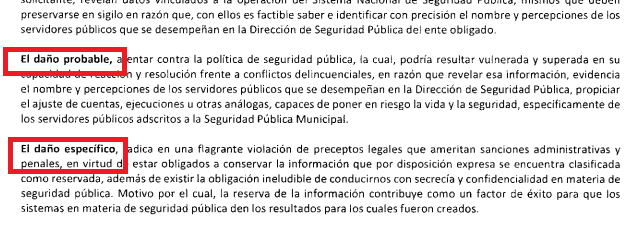 solicitante, revelan datos vinculados a la operación del Sistema Nacional de Seguridad Pública, mismos que deben
preservarse en sigilo en razón que, con ellos es factible saber e identificar con precisión el nombre y percepciones de los
servidores públicos que se desempeñan en la Dirección de Seguridad Pública del ente obligado.
El daño probable, atentar contra la política de seguridad pública, la cual, podría resultar vulnerada y superada en su
capacidad de reacción y resolución frente a conflictos delincuenciales, en razón que revelar esa información, evidencia
el nombre y percepciones de los servidores públicos que se desempeñan en la Dirección de Seguridad Pública, propiciar
el ajuste de cuentas, ejecuciones u otras análogas, capaces de poner en riesgo la vida y la seguridad, específicamente de
los servidores públicos adscritos a la Seguridad Pública Municipal.
El daño específico, radica en una flagrante violación de preceptos legales que ameritan sanciones administrativas y
penales, en virtud de estar obligados a conservar la información que por disposición expresa se encuentra clasificada
como reservada, además de existir la obligación ineludible de conducirnos con secrecía y confidencialidad en materia de
seguridad pública. Motivo por el cual, la reserva de la información contribuye como un factor de éxito para que los
sistemas en materia de seguridad pública den los resultados para los cuales fueron creados.